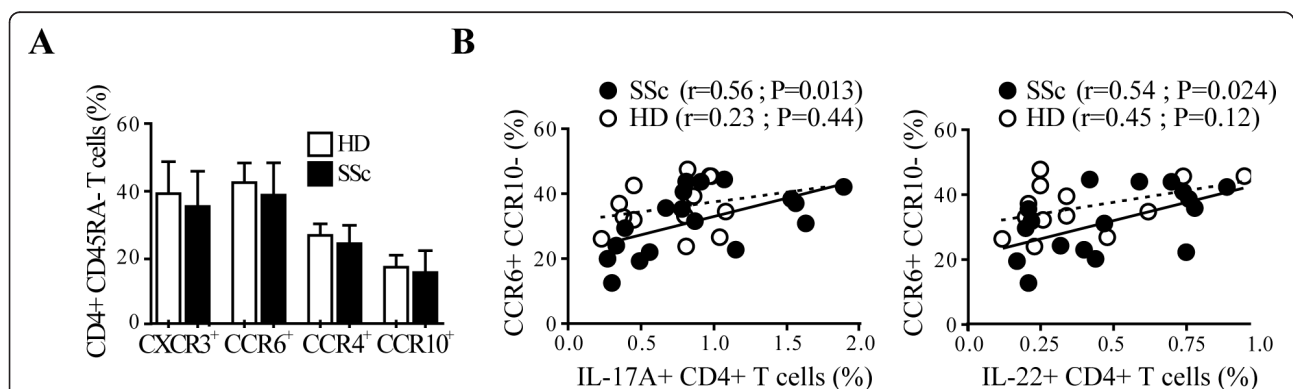 A
CD4+ CD45RA- T cells (%)
60
40
20
0
HD
SSc
CXCR3+
CCR6+
CCR4+
CCR10+
B
SSc (r=0.56 ; P=0.013)
HD (r=0.23 ; P=0.44)
CCR6+ CCR10- (%)
60
40
20
0
0.0
0.5
1.0
1.5
2.0
IL-17A+ CD4+ T cells (%)
SSc (r=0.54 ; P=0.024)
HD (r=0.45 ; P=0.12)
CCR6+ CCR10- (%)
60
40
20
0
0.00
0.25
0.50
0.75
1.0
IL-22+ CD4+ T cells (%)